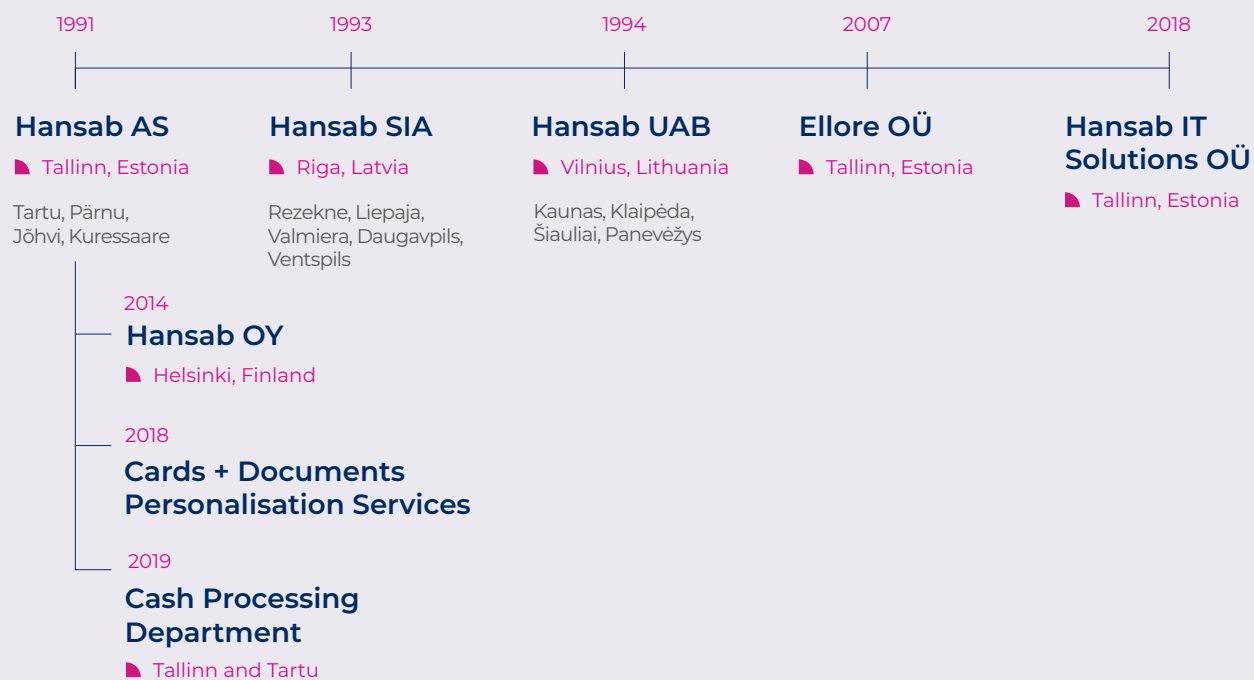 1991
1993
1994
2007
2018
Hansab AS
Tallinn, Estonia
Tartu, Pärnu,
Jõhvi, Kuressaare
Hansab SIA
Riga, Latvia
Rezekne, Liepaja,
Valmiera, Daugavpils,
Ventspils
Hansab UAB
Vilnius, Lithuania
Kaunas, Klaipėda,
Šiauliai, Panevėžys
Ellore OÜ
Tallinn, Estonia
Hansab IT
Solutions OÜ
Tallinn, Estonia
2014
Hansab OY
Helsinki, Finland
2018
Cards + Documents
Personalisation Services
2019
Cash Processing
Department
Tallinn and Tartu